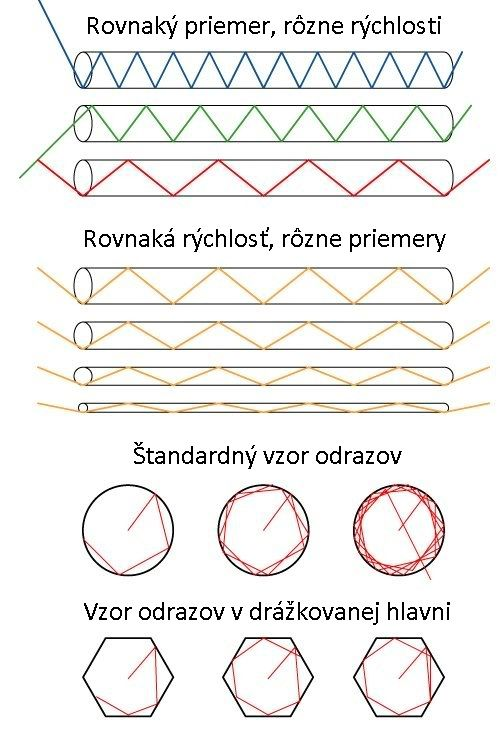 Rovnaký priemer, rôzne rýchlosti
Rovnaká rýchlosť, rôzne priemery
Štandardný vzor odrazov
Vzor odrazov v drážkovanej hlavni